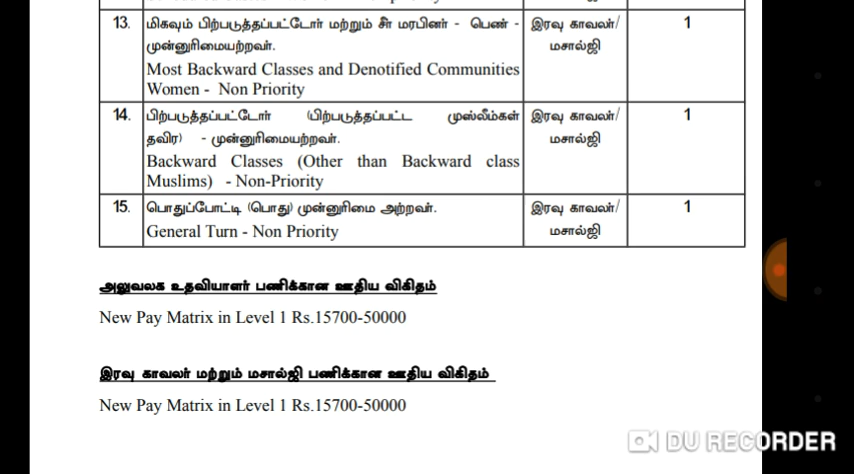 13. மிகவும் பிற்படுத்தப்பட்டோர் மற்றும் சீர் மரபினர் - பெண் - இரவு காவலர்/ 1
முன்னுரிமையற்றவர். மசால்ஜி
Most Backward Classes and Denotified Communities
Women - Non Priority
14. பிற்படுத்தப்பட்டோர் (பிற்படுத்தப்பட்ட முஸ்லீம்கள் இரவு காவலர்/ 1
தவிர) - முன்னுரிமையற்றவர். மசால்ஜி
Backward Classes (Other than Backward class
Muslims) - Non-Priority
15. பொதுப்போட்டி (பொது) முன்னுரிமை அற்றவர். இரவு காவலர்/ 1
General Turn - Non Priority மசால்ஜி
அலுவலக உதவியாளர் பணிக்கான ஊதிய விகிதம்
New Pay Matrix in Level 1 Rs.15700-50000
இரவு காவலர் மற்றும் மசால்ஜி பணிக்கான ஊதிய விகிதம்
New Pay Matrix in Level 1 Rs.15700-50000
DU RECORDER